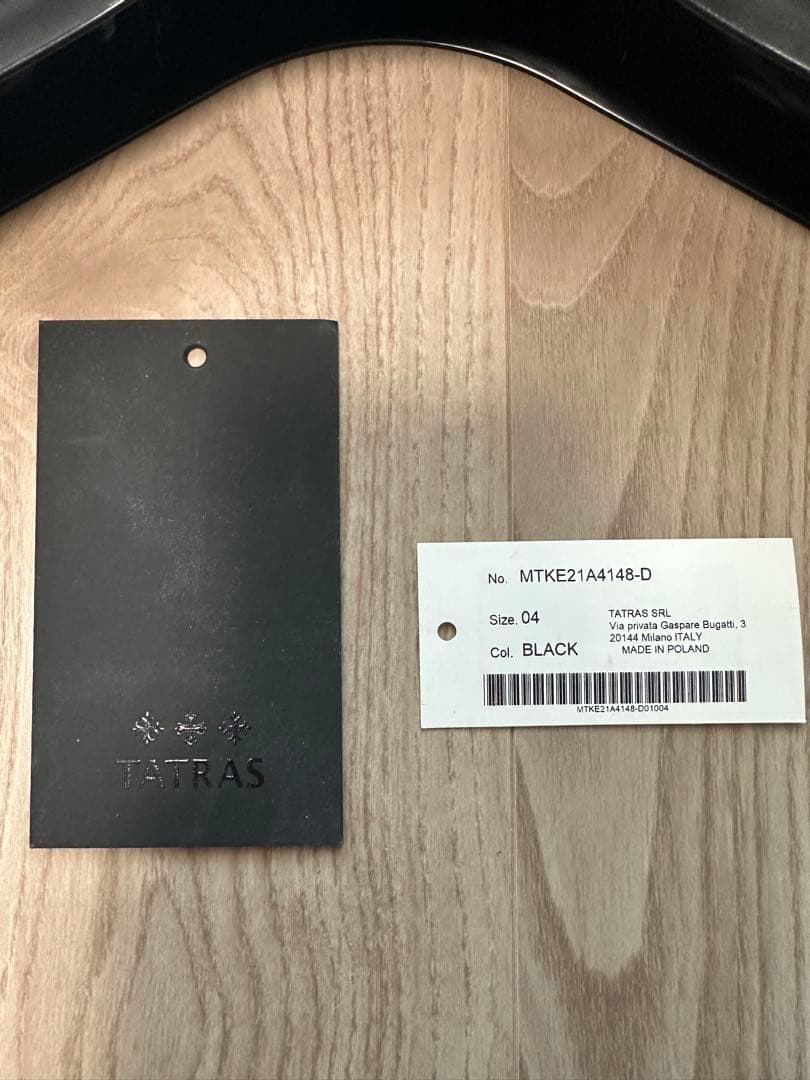 TATRAS
No. MTKE21A4148-D
Size. 04
Col. BLACK
TATRAS SRL
Via privata Gaspare Bugatti, 3
20144 Milano ITALY
MADE IN POLAND
MTKE21A4148-D01004